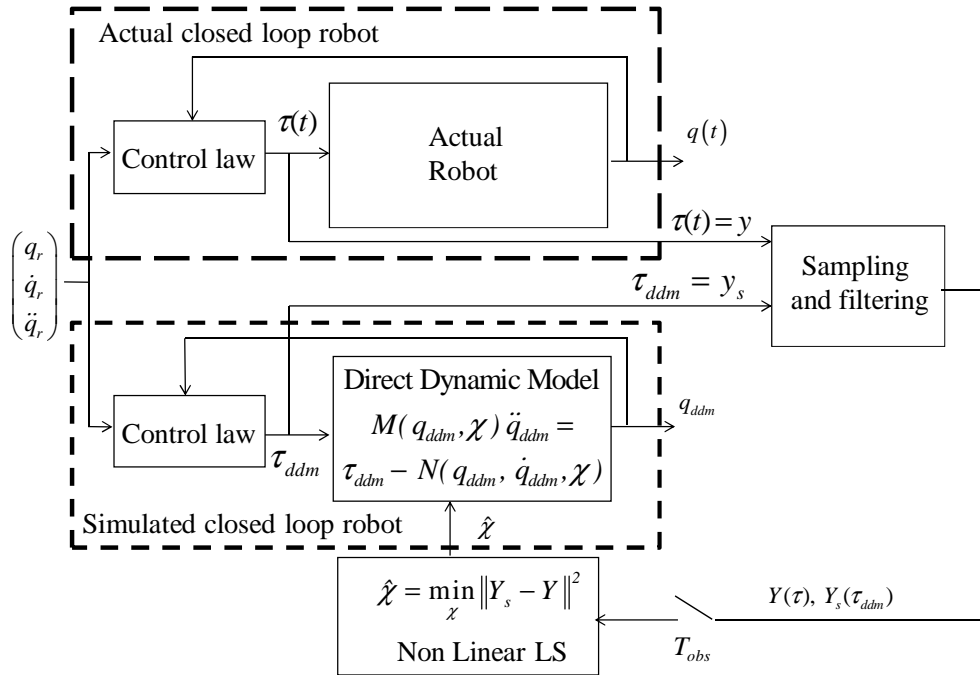 Actual closed loop robot
τ(t)
Control law
Actual
Robot
q(t)
τ(t) = y
(q_r
q̇_r
q̈_r)
τ_ddm = y_s
Sampling
and filtering
Direct Dynamic Model
M(q_ddm, χ) q̈_ddm =
τ_ddm − N(q_ddm, q̇_ddm, χ)
Control law
τ_ddm
q_ddm
Simulated closed loop robot
χ̂
χ̂ = min_χ ‖Y_s − Y‖²
Non Linear LS
T_obs
Y(τ), Y_s(τ_ddm)